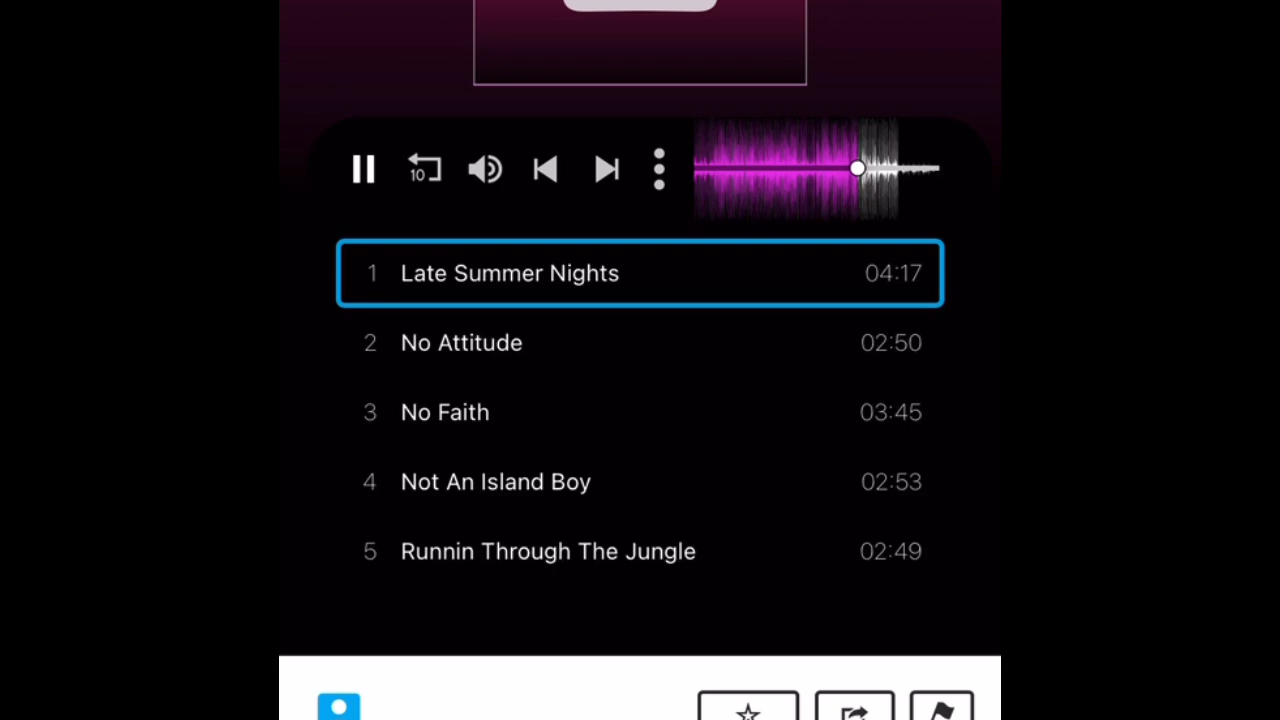 10
1 Late Summer Nights 04:17
2 No Attitude 02:50
3 No Faith 03:45
4 Not An Island Boy 02:53
5 Runnin Through The Jungle 02:49